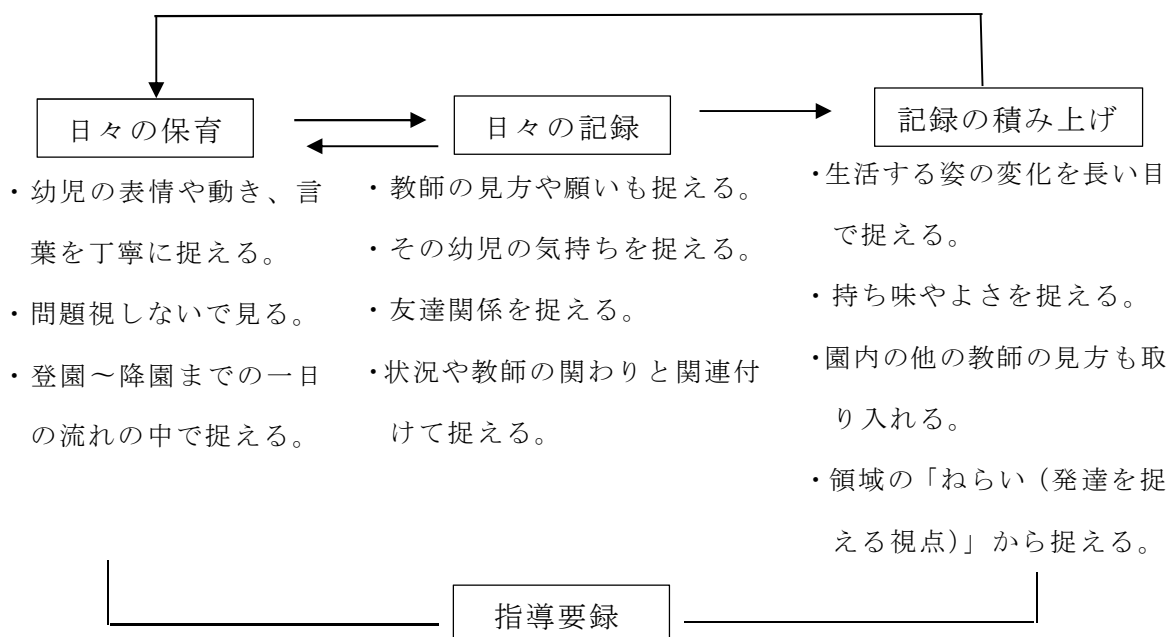 日々の保育
・幼児の表情や動き、言
葉を丁寧に捉える。
・問題視しないで見る。
・登園～降園までの一日
の流れの中で捉える。
日々の記録
・教師の見方や願いも捉える。
・その幼児の気持ちを捉える。
・友達関係を捉える。
・状況や教師の関わりと関連付
けて捉える。
記録の積み上げ
・生活する姿の変化を長い目
で捉える。
・持ち味やよさを捉える。
・園内の他の教師の見方も取
り入れる。
・領域の「ねらい（発達を捉
える視点）」から捉える。
指導要録